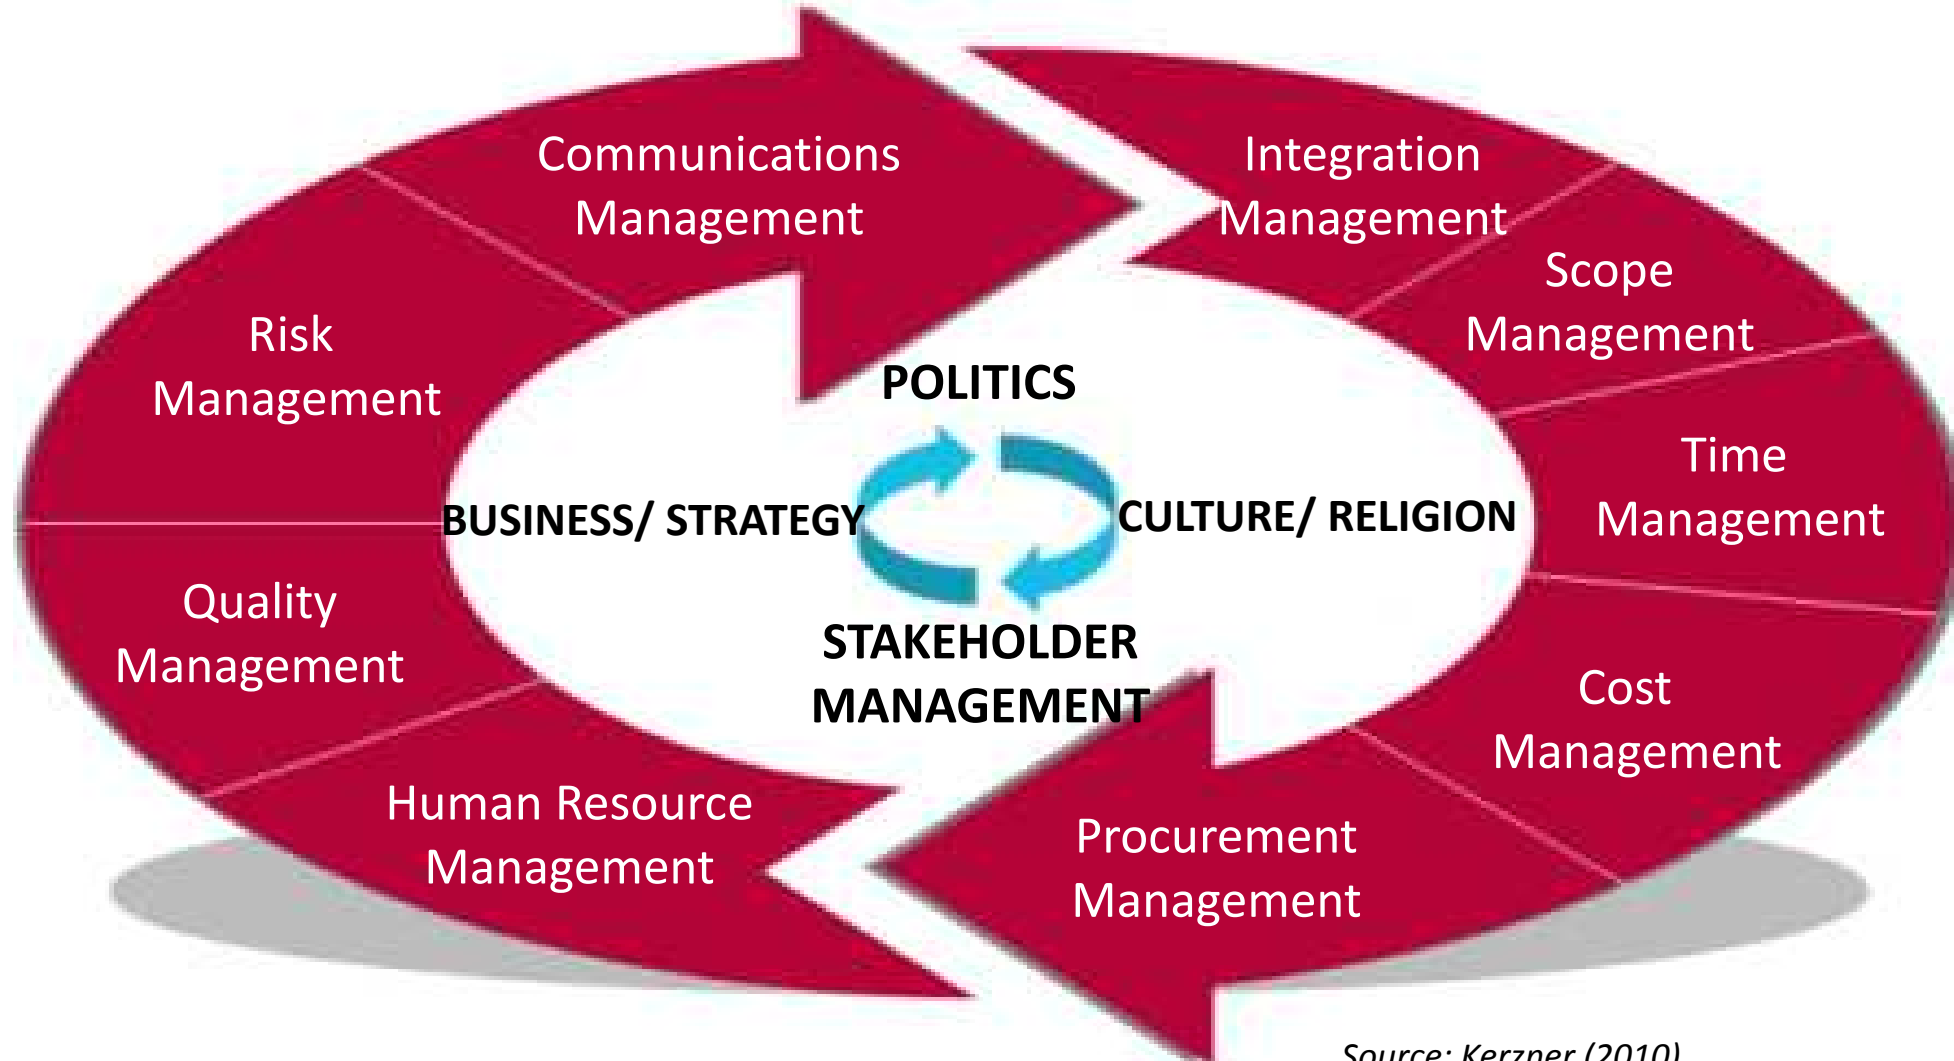 Communications
Management
Integration
Management
Scope
Management
Time
Management
Cost
Management
Procurement
Management
Human Resource
Management
Quality
Management
Risk
Management
POLITICS
BUSINESS/ STRATEGY
CULTURE/ RELIGION
STAKEHOLDER
MANAGEMENT
Source: Kerzner (2010)